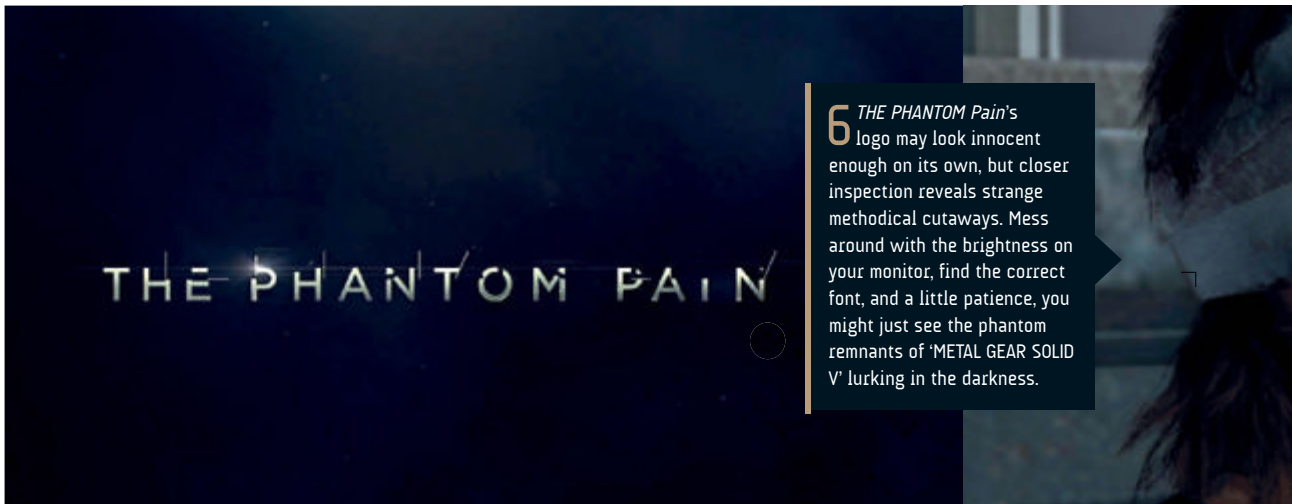 THE PHANTOM PAIN
6 THE PHANTOM Pain's
logo may look innocent
enough on its own, but closer
inspection reveals strange
methodical cutaways. Mess
around with the brightness on
your monitor, find the correct
font, and a little patience, you
might just see the phantom
remnants of ‘METAL GEAR SOLID
V’ lurking in the darkness.